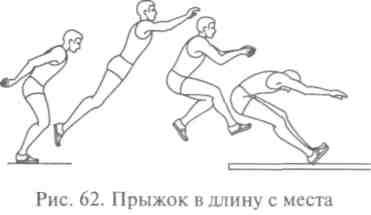 Рис. 62. Прыжок в длину с места